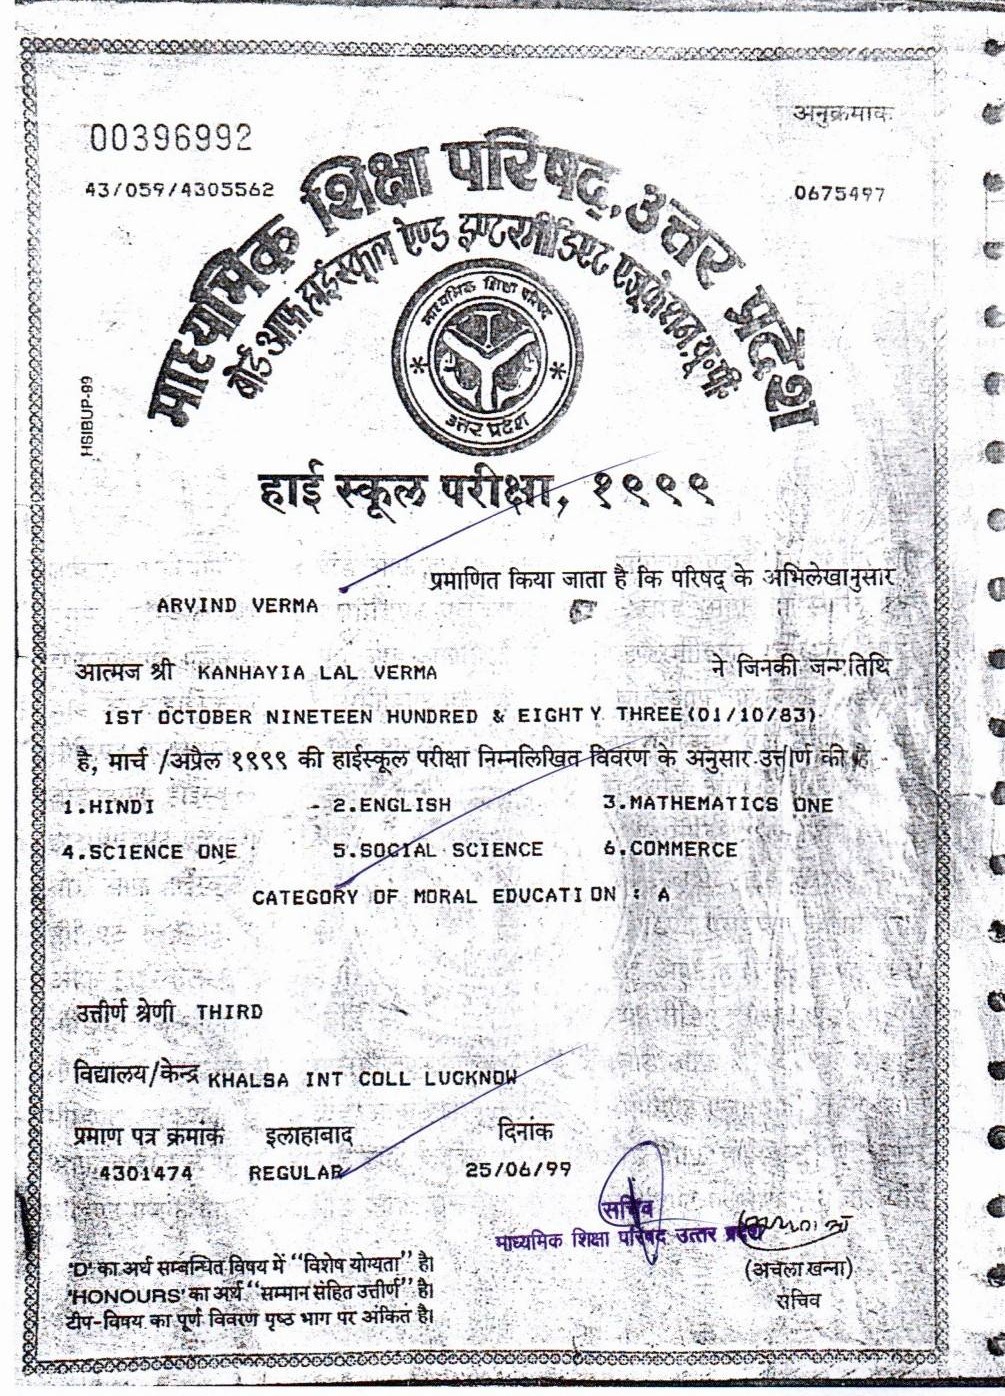 00396992
अनुक्रमांक
43/059/4305562
0675497
माध्यमिक शिक्षा परिषद्, उत्तर प्रदेश
बोर्ड आफ हाईस्कूल ऐण्ड इण्टरमीडिएट एजूकेशन, यू०पी०
माध्यमिक शिक्षा परिषद
उत्तर प्रदेश
HSIBUP-99
हाई स्कूल परीक्षा, १९९९
प्रमाणित किया जाता है कि परिषद् के अभिलेखानुसार
ARVIND VERMA
आत्मज श्री KANHAYIA LAL VERMA ने जिनकी जन्मतिथि
1ST OCTOBER NINETEEN HUNDRED & EIGHTY THREE(01/10/83)
है, मार्च /अप्रैल १९९९ की हाईस्कूल परीक्षा निम्नलिखित विवरण के अनुसार उत्तीर्ण की है
1.HINDI 2.ENGLISH 3.MATHEMATICS ONE
4.SCIENCE ONE 5.SOCIAL SCIENCE 6.COMMERCE
CATEGORY OF MORAL EDUCATION : A
उत्तीर्ण श्रेणी THIRD
विद्यालय/केन्द्र KHALSA INT COLL LUCKNOW
प्रमाण पत्र क्रमांक इलाहाबाद दिनांक
4301474 REGULAR 25/06/99
सचिव
माध्यमिक शिक्षा परिषद उत्तर प्रदेश
'D' का अर्थ सम्बन्धित विषय में "विशेष योग्यता" है।
(अचला खन्ना)
'HONOURS' का अर्थ "सम्मान सहित उत्तीर्ण" है।
सचिव
टीप-विषय का पूर्ण विवरण पृष्ठ भाग पर अंकित है।